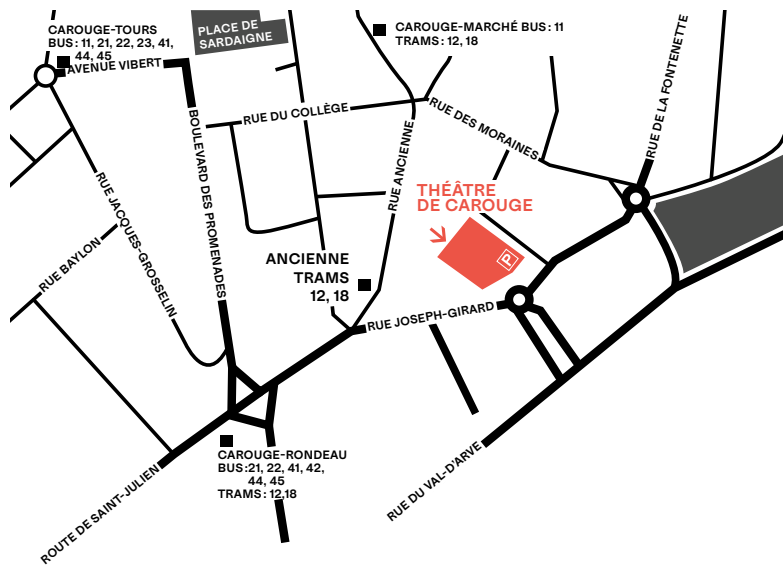 CAROUGE-TOURS
BUS : 11, 21, 22, 23, 41,
44, 45
AVENUE VIBERT
PLACE DE
SARDAIGNE
CAROUGE-MARCHÉ BUS : 11
TRAMS : 12, 18
RUE DE LA FONTENETTE
RUE DU COLLÈGE
RUE DES MORAINES
BOULEVARD DES PROMENADES
RUE ANCIENNE
RUE JACQUES-GROSSELIN
THÉÂTRE
DE CAROUGE
P
RUE BAYLON
ANCIENNE
TRAMS
12, 18
RUE JOSEPH-GIRARD
CAROUGE-RONDEAU
BUS :21, 22, 41, 42,
44, 45
TRAMS : 12,18
ROUTE DE SAINT-JULIEN
RUE DU VAL-D'ARVE